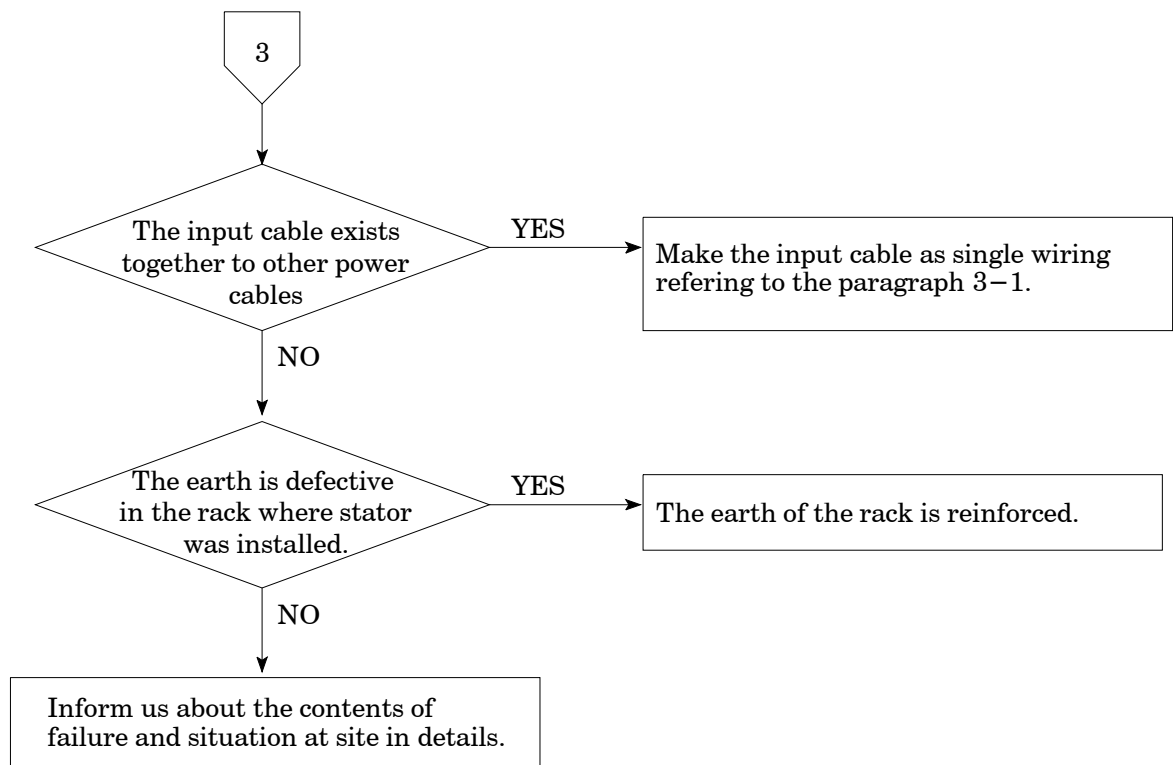 3
The input cable exists
together to other power
cables
YES
Make the input cable as single wiring
refering to the paragraph 3−1.
NO
The earth is defective
in the rack where stator
was installed.
YES
The earth of the rack is reinforced.
NO
Inform us about the contents of
failure and situation at site in details.